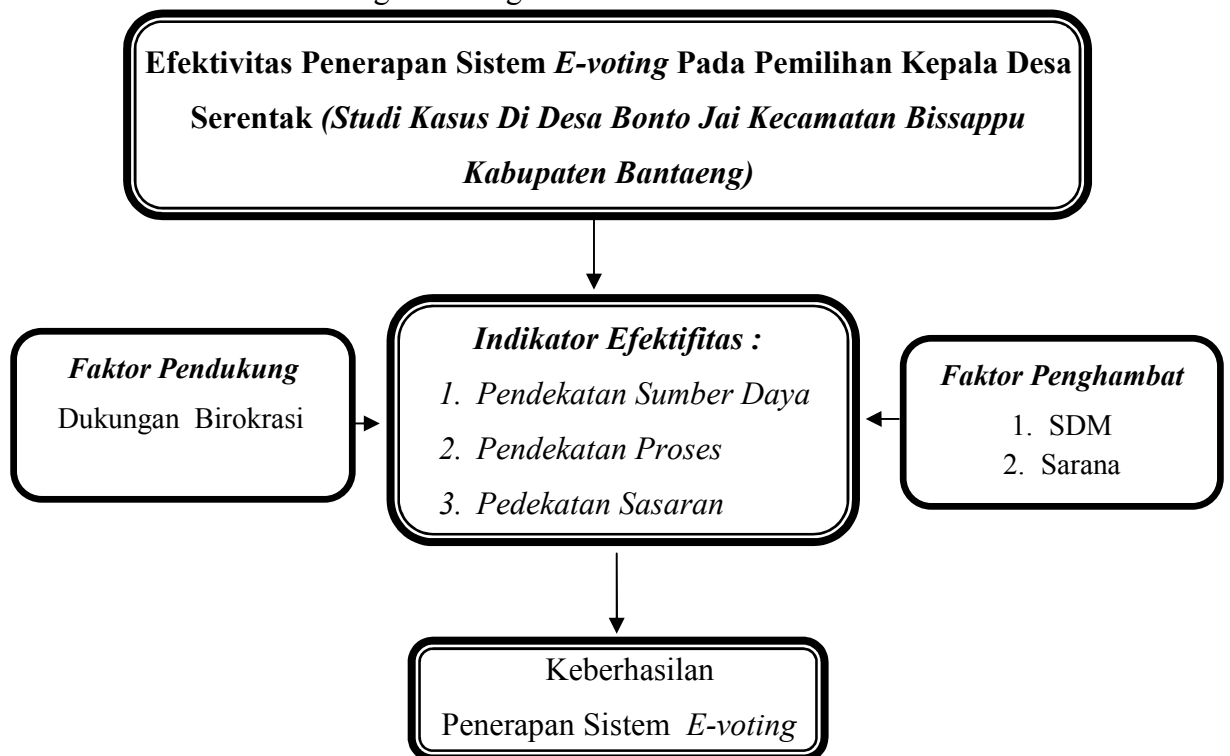 Efektivitas Penerapan Sistem E-voting Pada Pemilihan Kepala Desa
Serentak (Studi Kasus Di Desa Bonto Jai Kecamatan Bissappu
Kabupaten Bantaeng)
Faktor Pendukung
Dukungan Birokrasi
Indikator Efektifitas :
1. Pendekatan Sumber Daya
2. Pendekatan Proses
3. Pedekatan Sasaran
Faktor Penghambat
1. SDM
2. Sarana
Keberhasilan
Penerapan Sistem E-voting